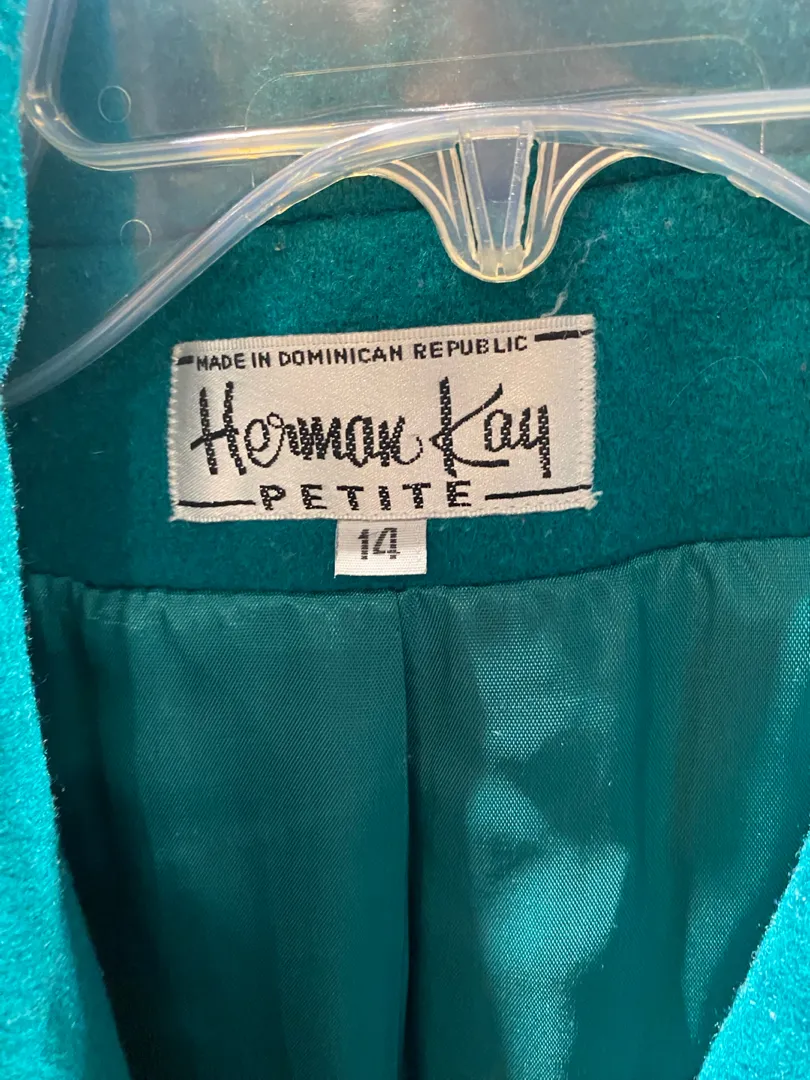 MADE IN DOMINICAN REPUBLIC
Herman Kay
PETITE
14